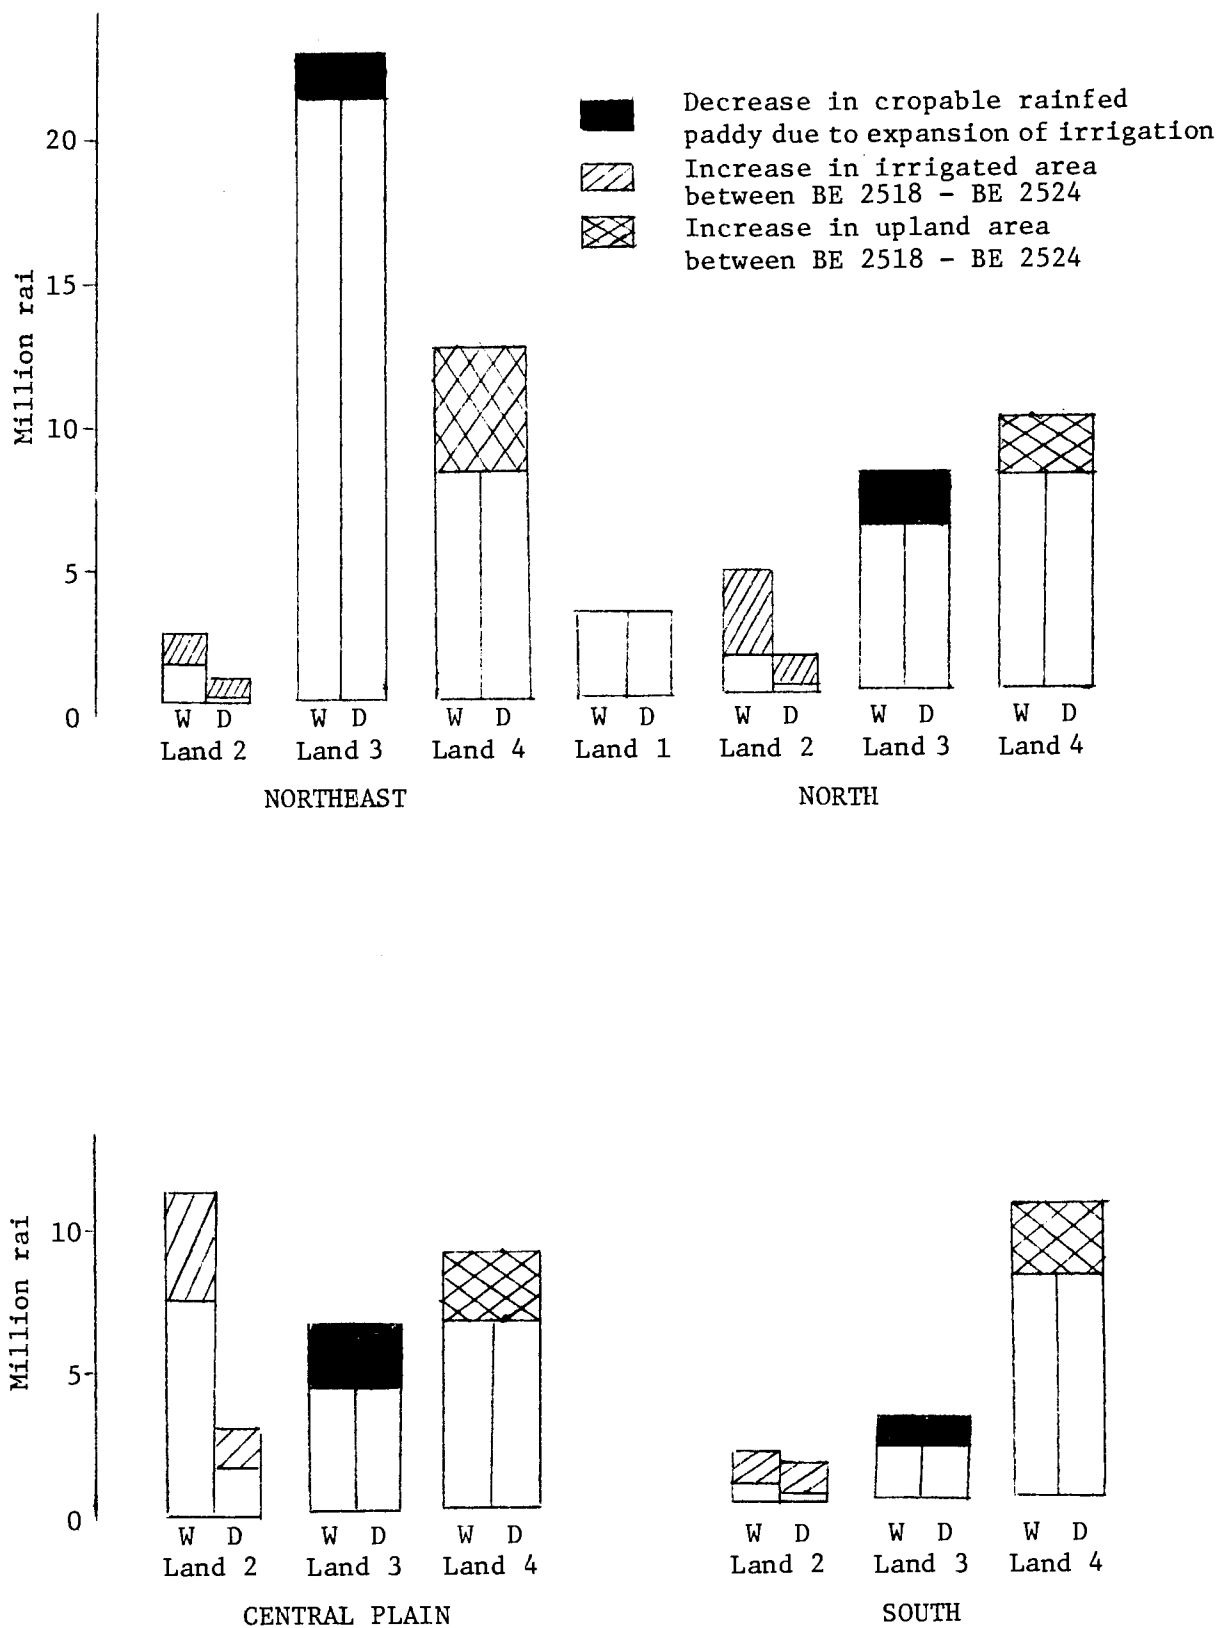 Decrease in cropable rainfed
paddy due to expansion of irrigation
Increase in irrigated area
between BE 2518 - BE 2524
Increase in upland area
between BE 2518 - BE 2524
Million rai
20
15
10
5
0
W D W D W D W D W D W D W D
Land 2 Land 3 Land 4 Land 1 Land 2 Land 3 Land 4
NORTHEAST NORTH
Million rai
10
5
0
W D W D W D W D W D W D
Land 2 Land 3 Land 4 Land 2 Land 3 Land 4
CENTRAL PLAIN SOUTH